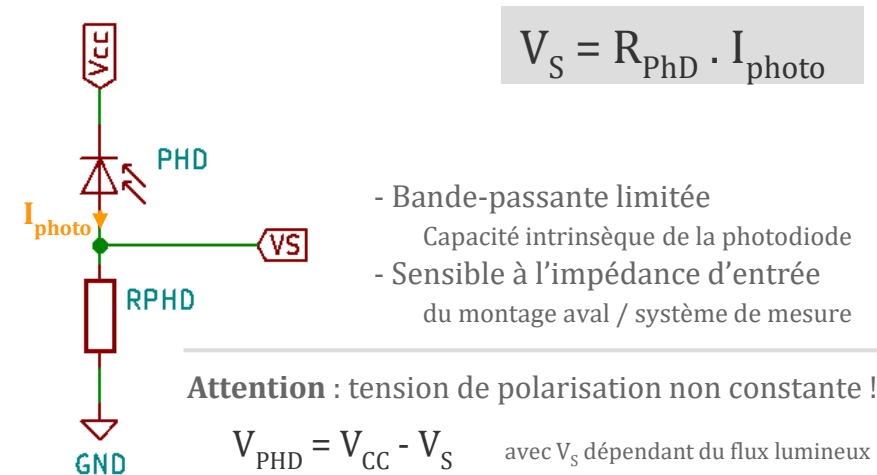 Vcc
V_S = R_PhD . I_photo
PHD
- Bande-passante limitée
I_photo
Capacité intrinsèque de la photodiode
VS
- Sensible à l'impédance d'entrée
RPHD
du montage aval / système de mesure
Attention : tension de polarisation non constante !
V_PHD = V_CC - V_S
avec V_S dépendant du flux lumineux
GND